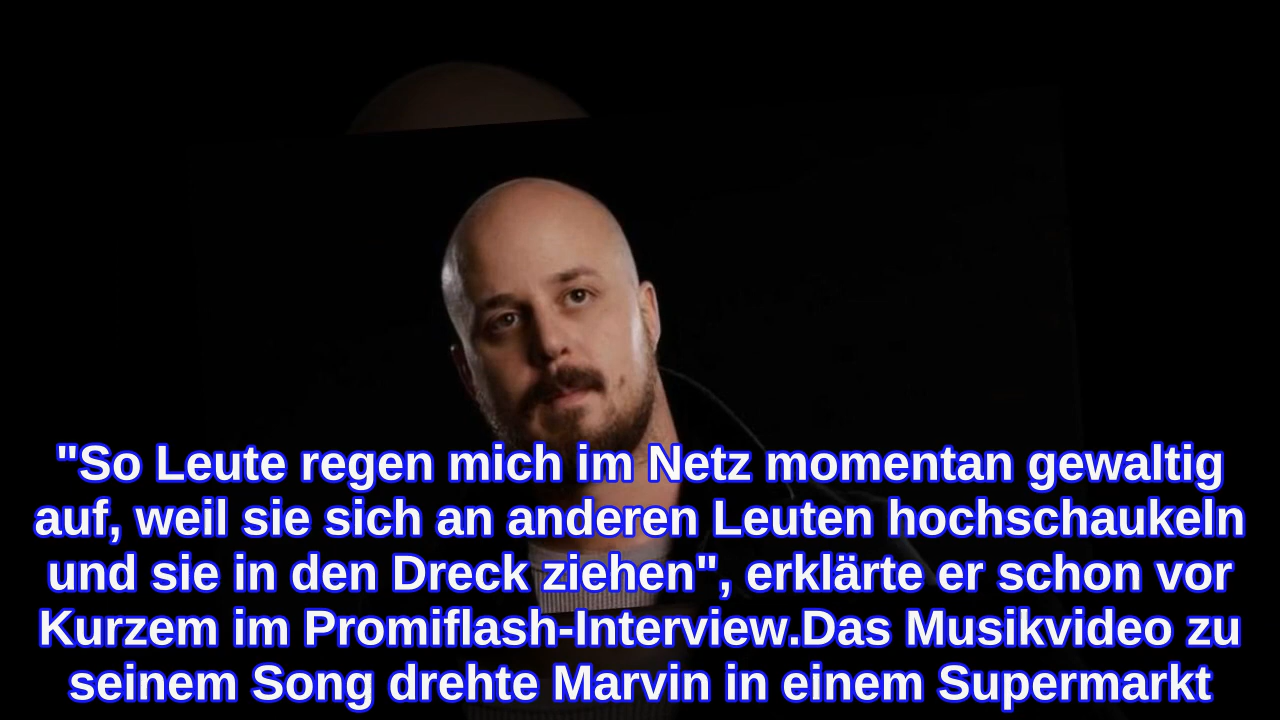 "So Leute regen mich im Netz momentan gewaltig
auf, weil sie sich an anderen Leuten hochschaukeln
und sie in den Dreck ziehen", erklärte er schon vor
Kurzem im Promiflash-Interview.Das Musikvideo zu
seinem Song drehte Marvin in einem Supermarkt